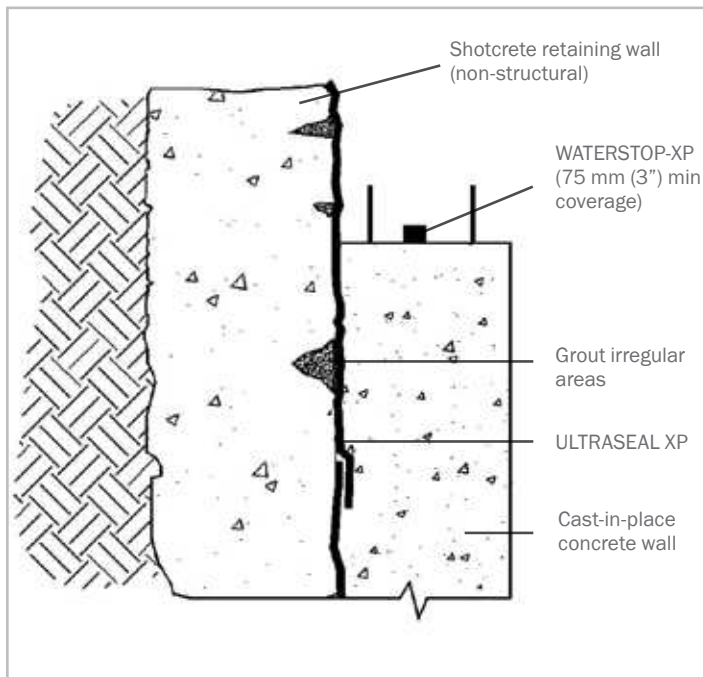 Shotcrete retaining wall
(non-structural)
WATERSTOP-XP
(75 mm (3”) min
coverage)
Grout irregular
areas
ULTRASEAL XP
Cast-in-place
concrete wall